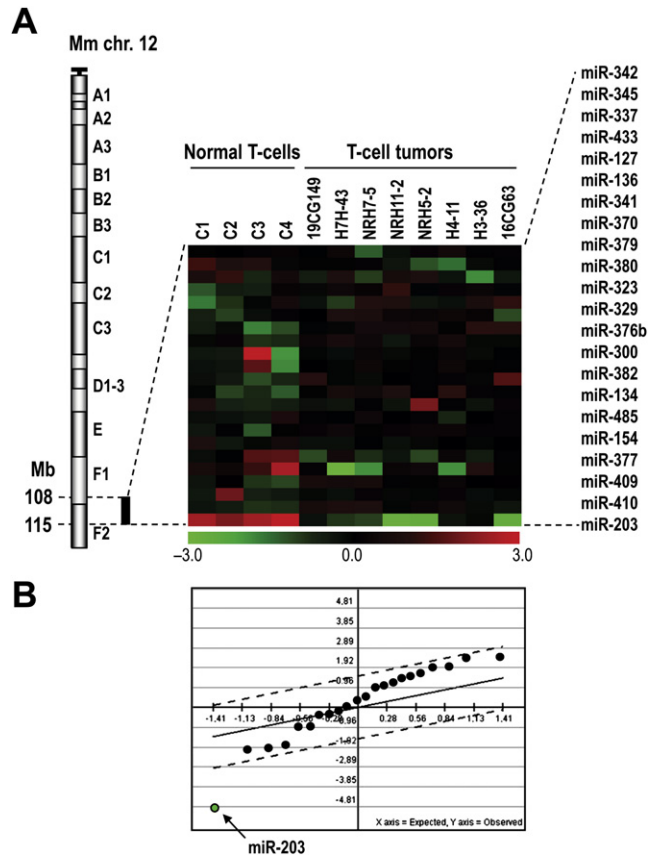 A
Mm chr. 12
A1
A2
A3
B1
B2
B3
C1
C2
C3
D1-3
E
F1
F2
Mb
108
115
Normal T-cells
T-cell tumors
C1
C2
C3
C4
19CG149
H7H-43
NRH7-5
NRH11-2
NRH5-2
H4-11
H3-36
16CG63
miR-342
miR-345
miR-337
miR-433
miR-127
miR-136
miR-341
miR-370
miR-379
miR-380
miR-323
miR-329
miR-376b
miR-300
miR-382
miR-134
miR-485
miR-154
miR-377
miR-409
miR-410
miR-203
–3.0 0.0 3.0
B
4.81
3.85
2.89
1.92
0.96
-1.41 -1.13 -0.84 -0.56 0.28 0.56 0.84 1.13 1.41
-0.96
-1.92
-2.89
-3.85
-4.81
X axis = Expected, Y axis = Observed
miR-203